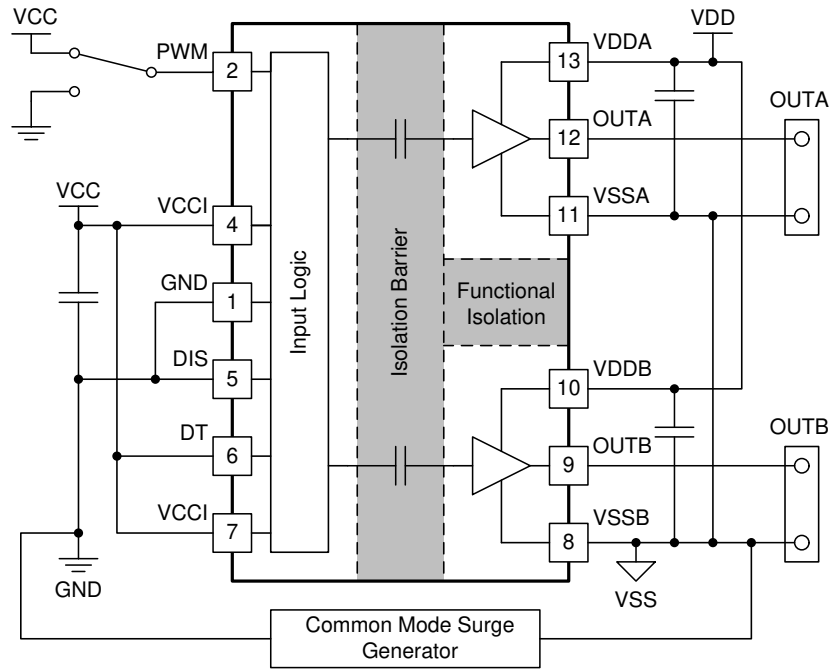 VCC
PWM
2
VCC
VCCI
4
GND
1
DIS
5
DT
6
VCCI
7
GND
Input Logic
Isolation Barrier
Functional
Isolation
VDD
13
VDDA
12
OUTA
11
VSSA
OUTA
10
VDDB
9
OUTB
8
VSSB
OUTB
VSS
Common Mode Surge
Generator